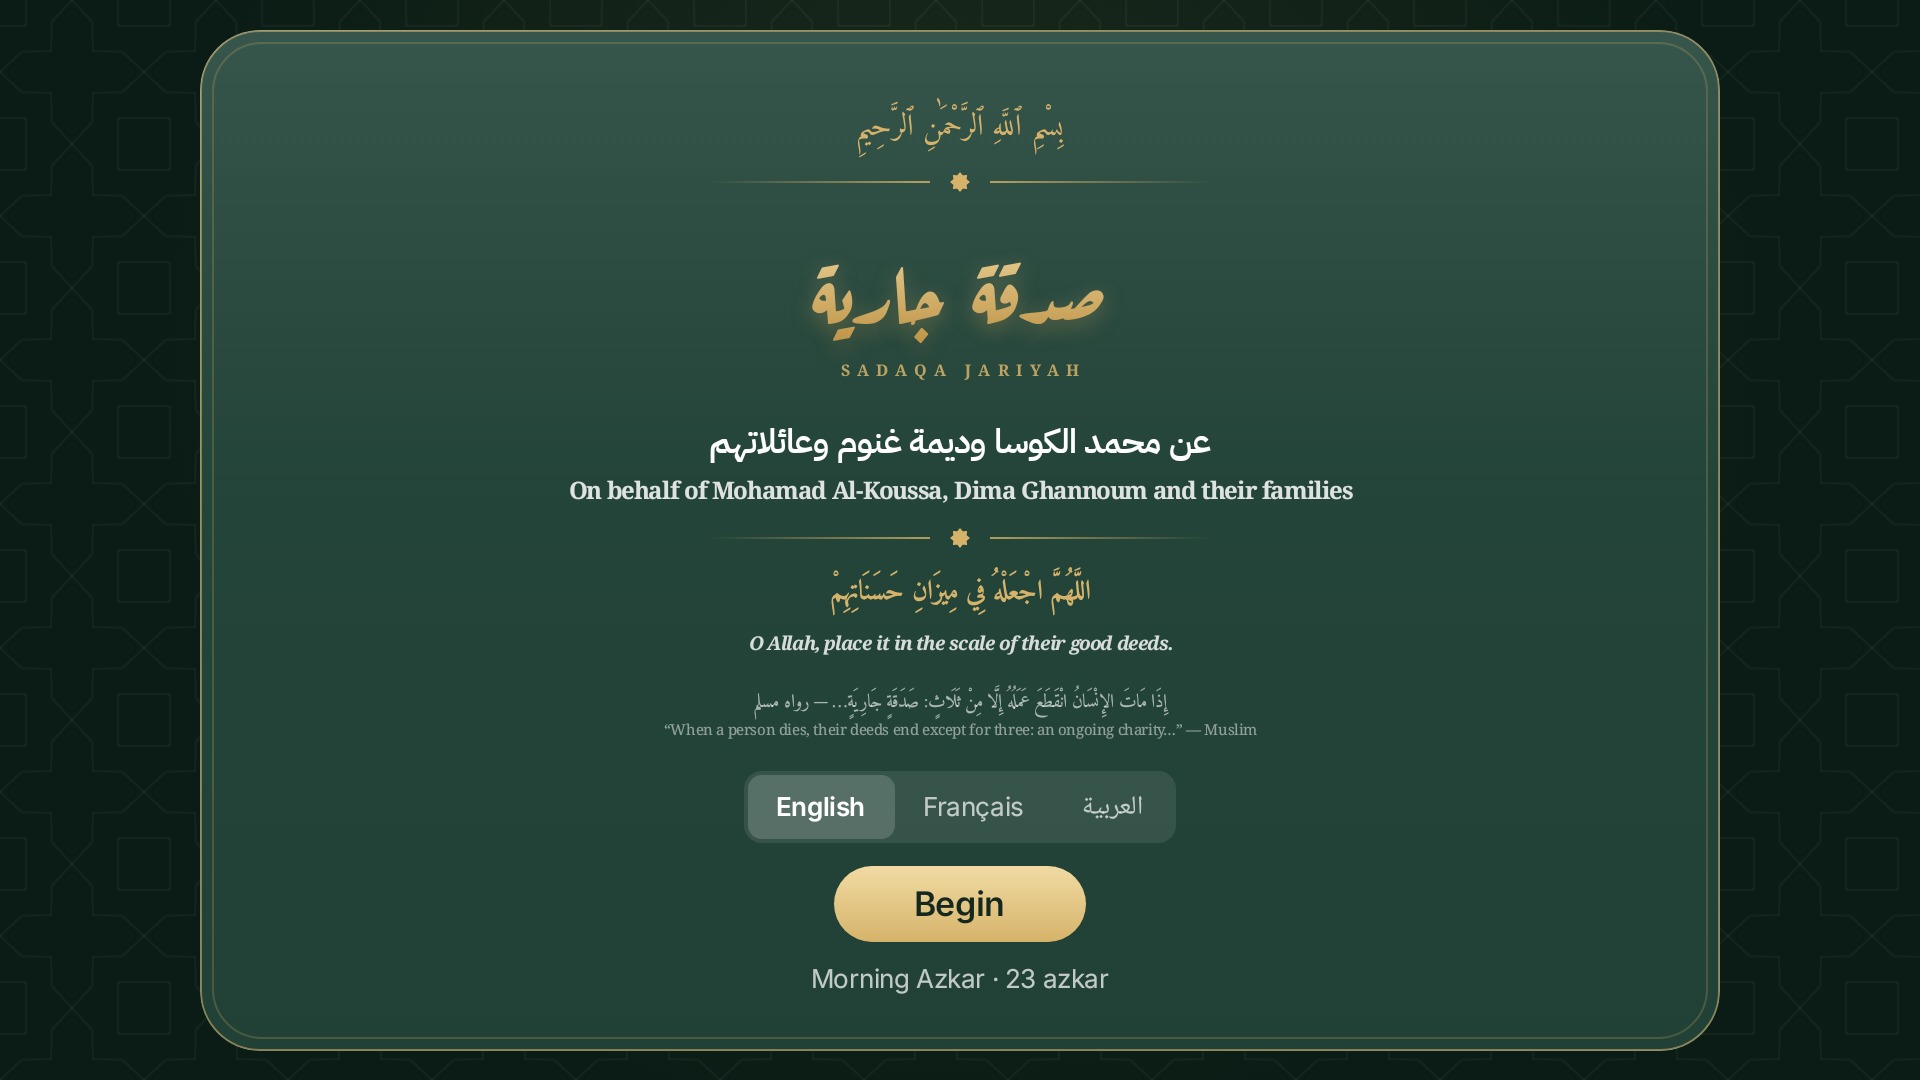 بِسْمِ ٱللَّهِ ٱلرَّحْمَٰنِ ٱلرَّحِيمِ
صدقة جارية
SADAQA JARIYAH
عن محمد الكوسا وديمة غنوم وعائلاتهم
On behalf of Mohamad Al-Koussa, Dima Ghannoum and their families
اللَّهُمَّ اجْعَلْهُ فِي مِيزَانِ حَسَنَاتِهِمْ
O Allah, place it in the scale of their good deeds.
إِذَا مَاتَ الإِنْسَانُ انْقَطَعَ عَمَلُهُ إِلَّا مِنْ ثَلَاثٍ: صَدَقَةٍ جَارِيَةٍ… — رواه مسلم
“When a person dies, their deeds end except for three: an ongoing charity…” — Muslim
English Français العربية
Begin
Morning Azkar · 23 azkar